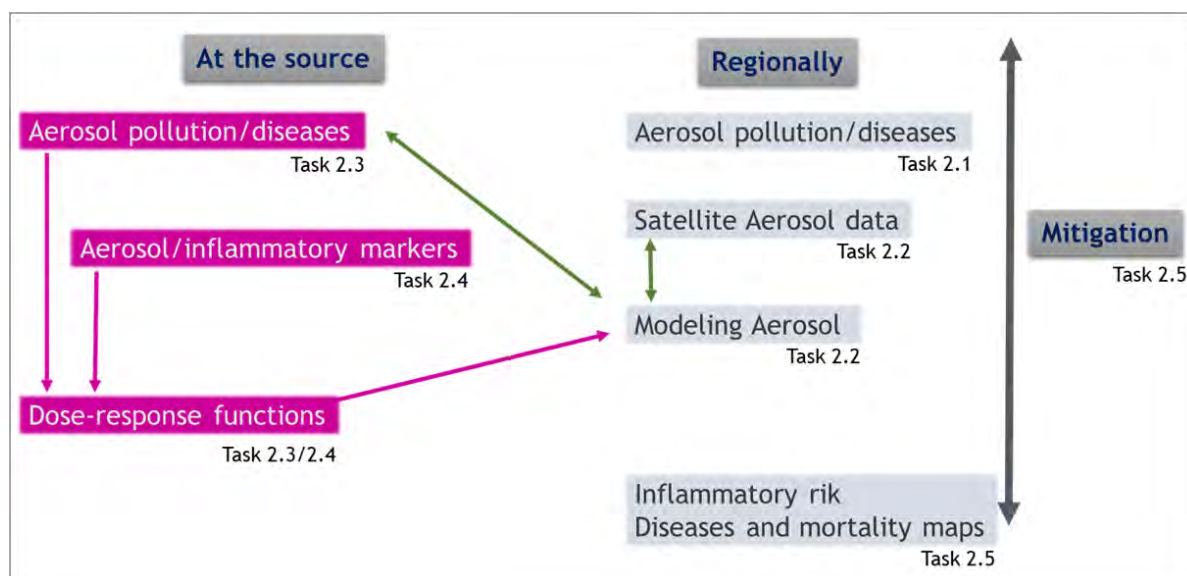 At the source
Aerosol pollution/diseases
Task 2.3
Aerosol/inflammatory markers
Task 2.4
Dose-response functions
Task 2.3/2.4
Regionally
Aerosol pollution/diseases
Task 2.1
Satellite Aerosol data
Task 2.2
Modeling Aerosol
Task 2.2
Inflammatory rik
Diseases and mortality maps
Task 2.5
Mitigation
Task 2.5